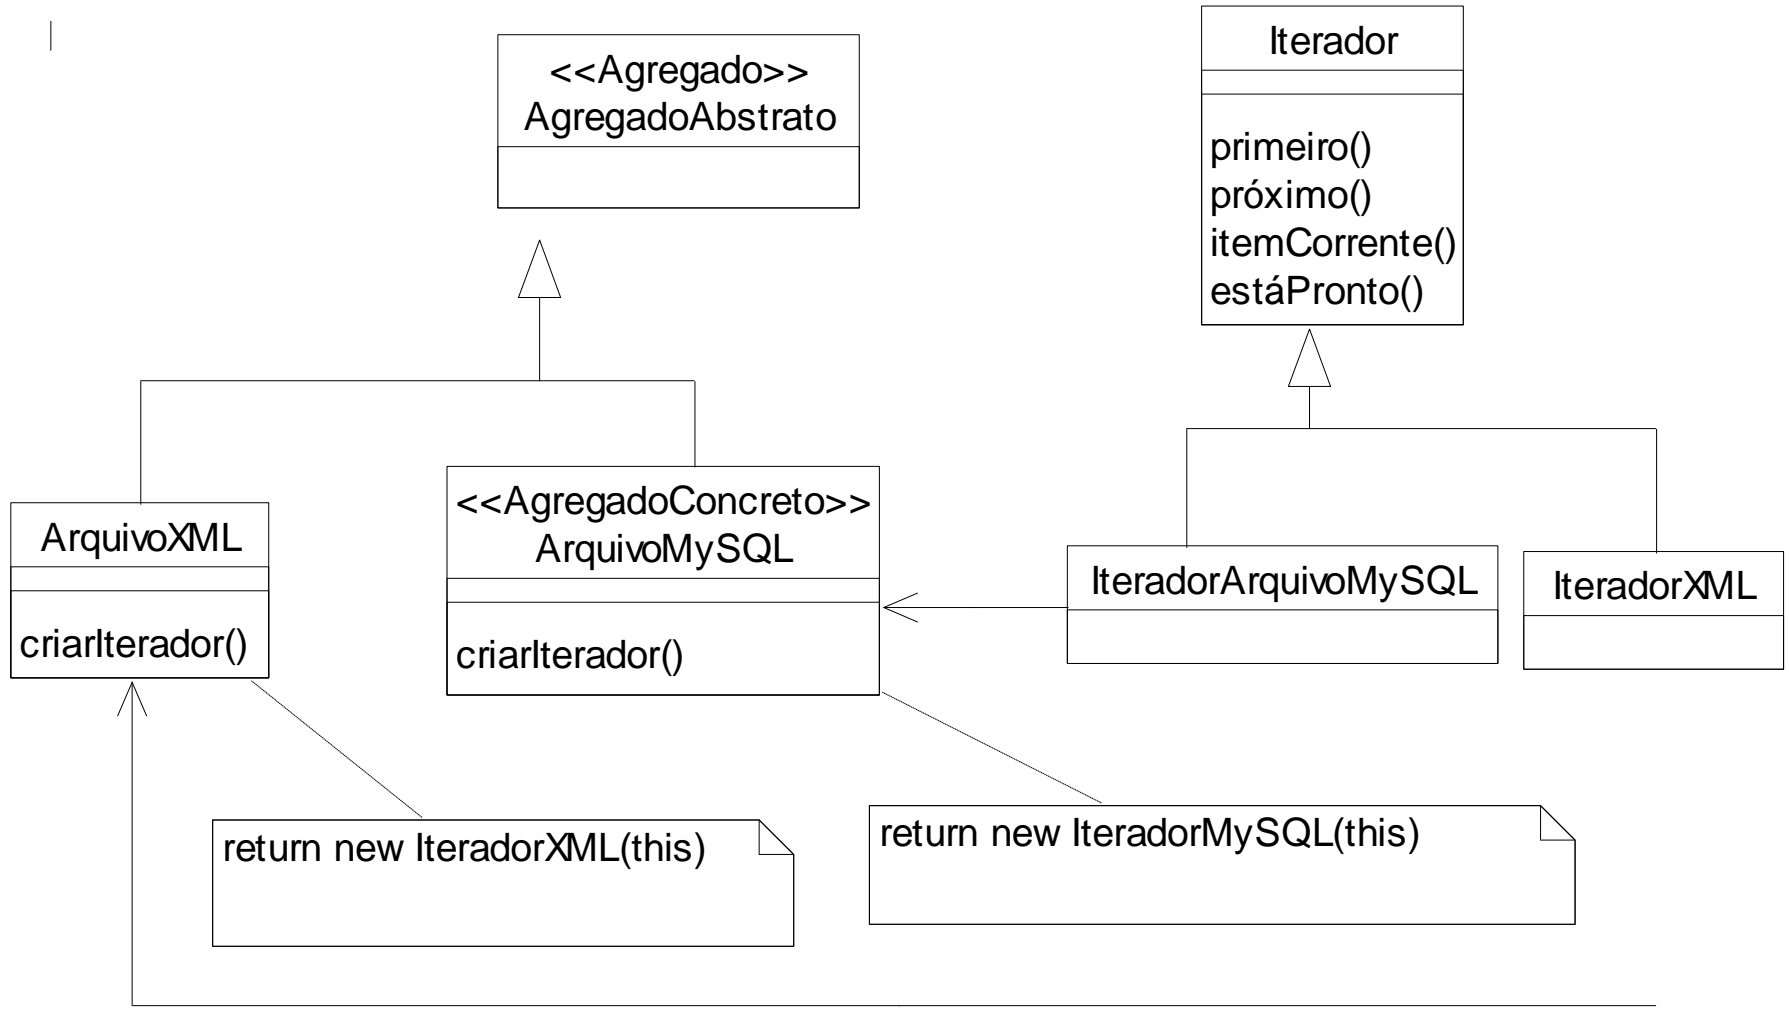 <<Agregado>>
AgregadoAbstrato
Iterador
primeiro()
próximo()
itemCorrente()
estáPronto()
ArquivoXML
criarIterador()
<<AgregadoConcreto>>
ArquivoMySQL
criarIterador()
IteradorArquivoMySQL
IteradorXML
return new IteradorXML(this)
return new IteradorMySQL(this)